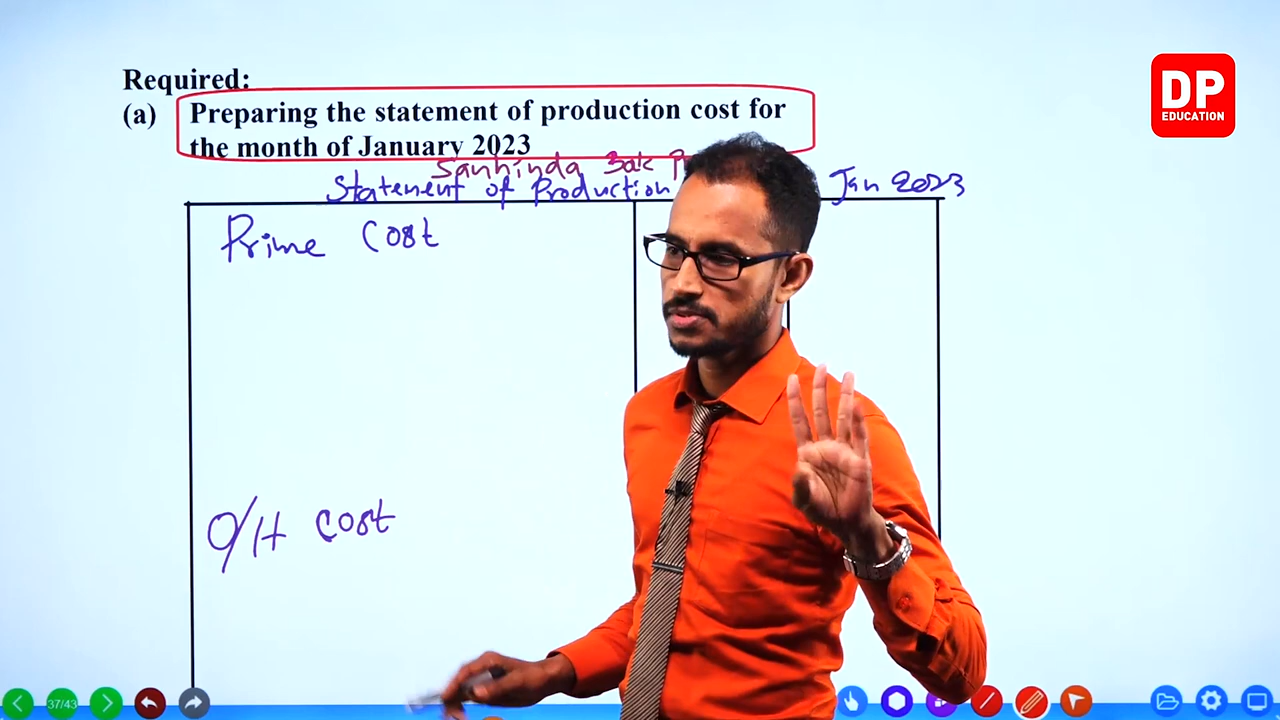 Required:
DP
EDUCATION
(a) Preparing the statement of production cost for
the month of January 2023
Sanhinda Bak P
Statement of Production Jan 2023
Prime Cost
O/H Cost
37/43